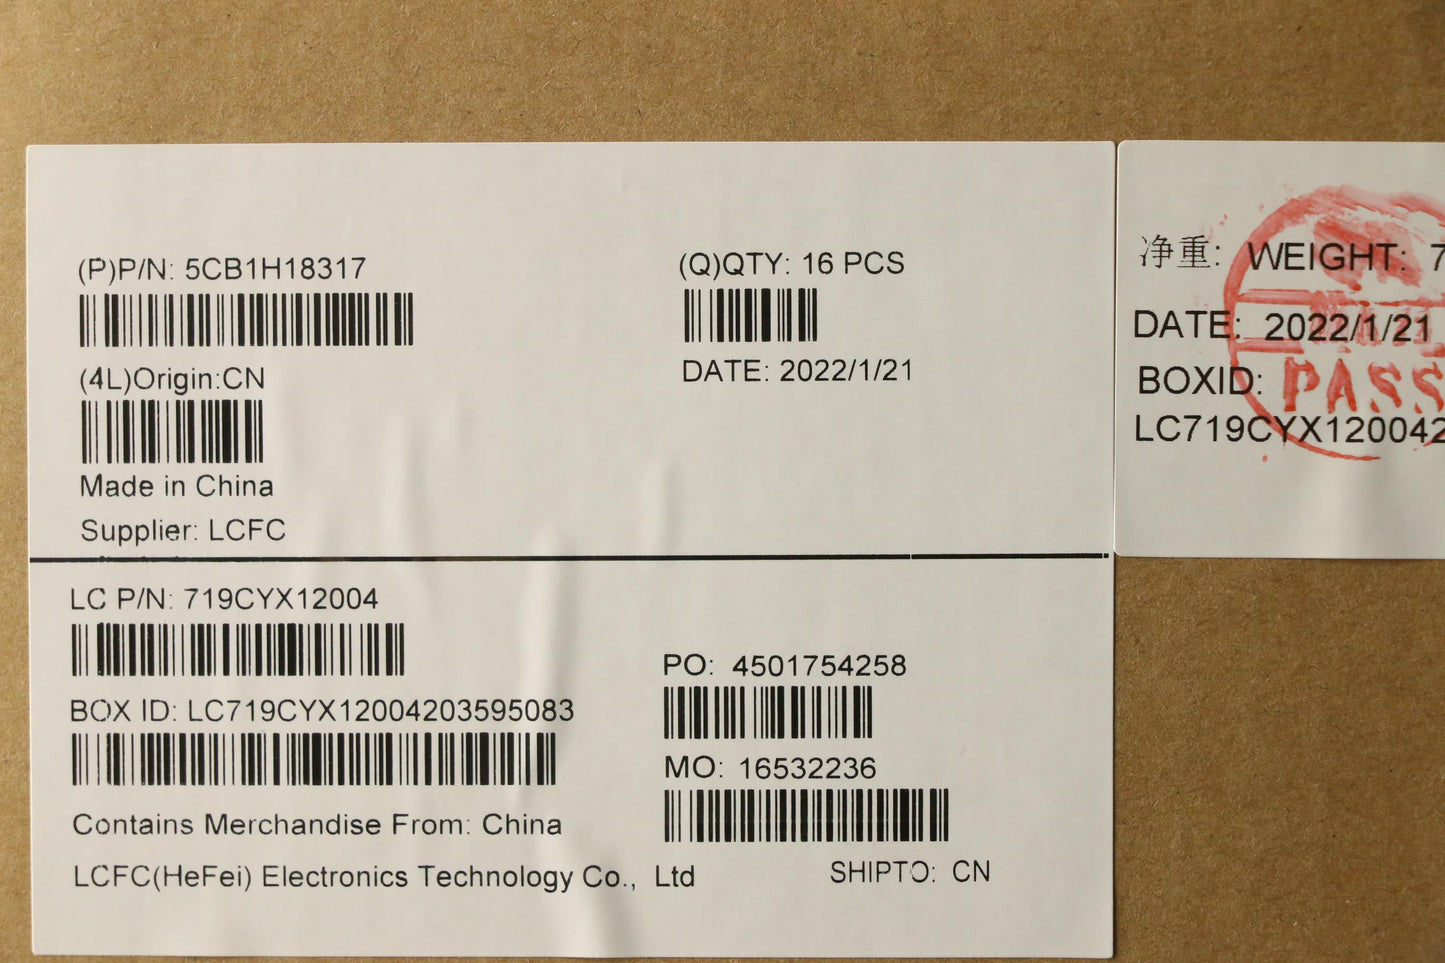 (P)P/N: 5CB1H18317
(Q)QTY: 16 PCS
DATE: 2022/1/21
(4L)Origin:CN
Made in China
Supplier: LCFC
LC P/N: 719CYX12004
BOX ID: LC719CYX12004203595083
PO: 4501754258
MO: 16532236
Contains Merchandise From: China
LCFC(HeFei) Electronics Technology Co., Ltd
SHIPTO: CN
净重: WEIGHT: 7
DATE: 2022/1/21
BOXID:
LC719CYX120042
PASS